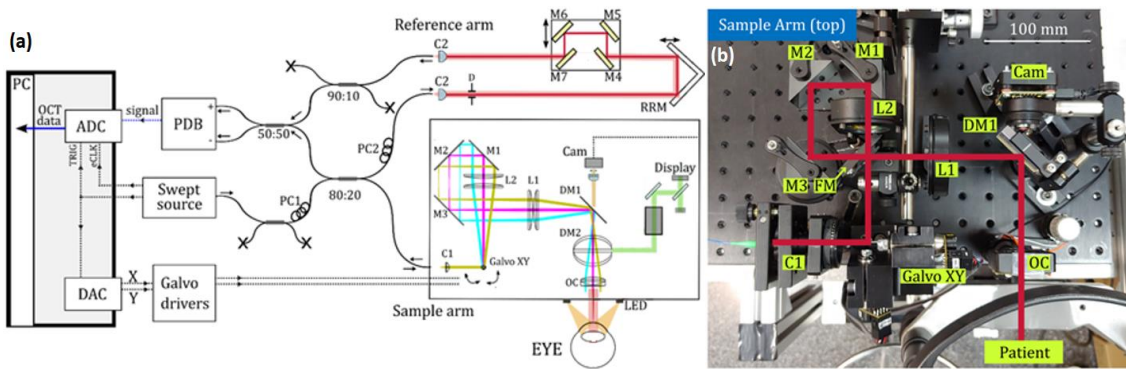 (a)
PC
OCT
data
ADC
signal
PDB
+
-
50:50
90:10
TRIG
eCLK
Swept
source
PC1
PC2
80:20
DAC
X
Y
Galvo
drivers
Sample arm
Reference arm
C2
C2
D
M6
M5
M7
M4
RRM
M2
M1
L2
L1
M3
C1
Galvo XY
Cam
DM1
DM2
Display
OC
LED
EYE
Sample Arm (top)
(b)
100 mm
M2
M1
Cam
L2
DM1
L1
M3
FM
C1
Galvo XY
OC
Patient